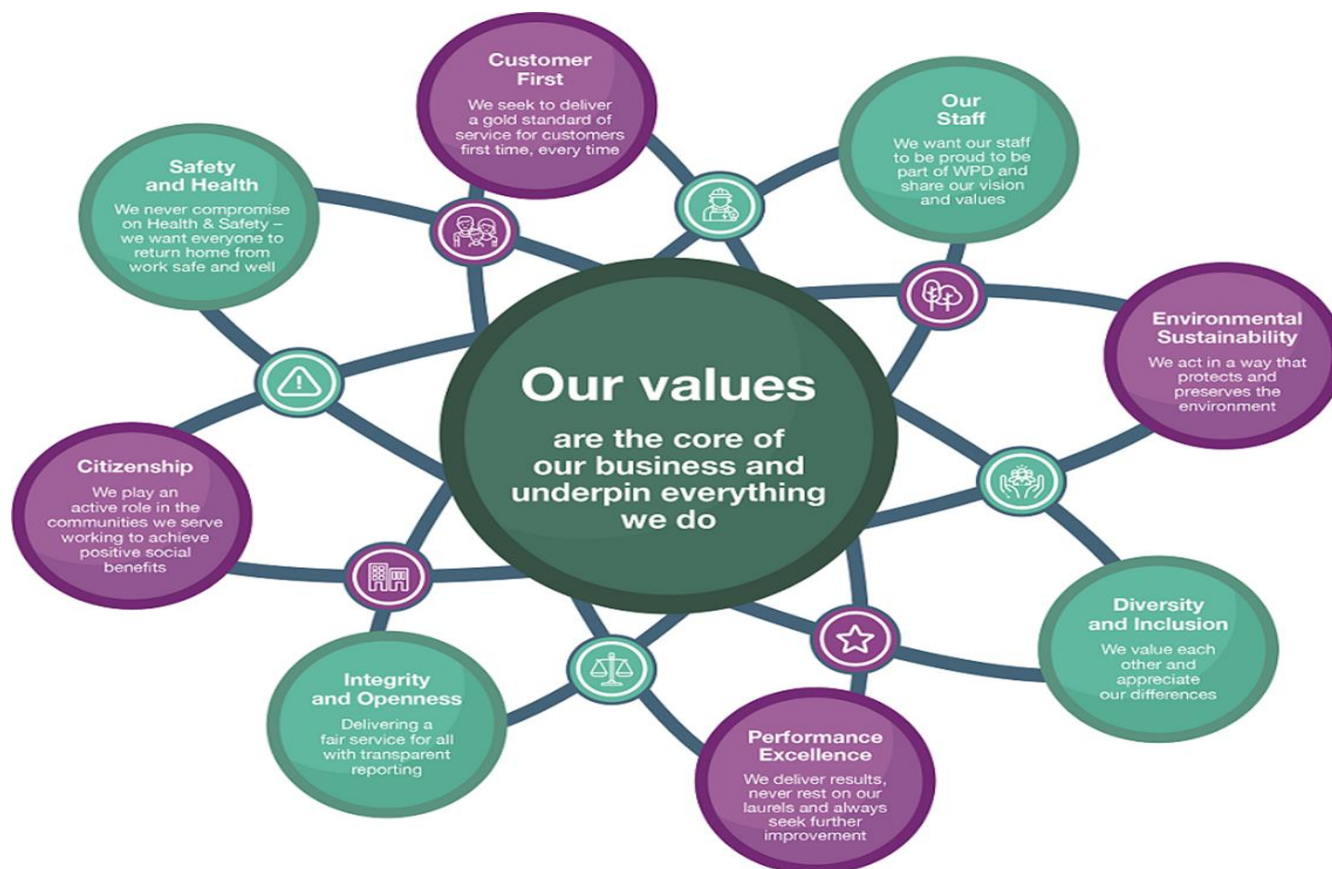 Customer
First
We seek to deliver
a gold standard of
service for customers
first time, every time
Our
Staff
We want our staff
to be proud to be
part of WPD and
share our vision
and values
Safety
and Health
We never compromise
on Health & Safety –
we want everyone to
return home from
work safe and well
Environmental
Sustainability
We act in a way that
protects and
preserves the
environment
Our values
are the core of
our business and
underpin everything
we do
Citizenship
We play an
active role in the
communities we serve
working to achieve
positive social
benefits
Diversity
and Inclusion
We value each
other and
appreciate
our differences
Integrity
and Openness
Delivering a
fair service for all
with transparent
reporting
Performance
Excellence
We deliver results,
never rest on our
laurels and always
seek further
improvement